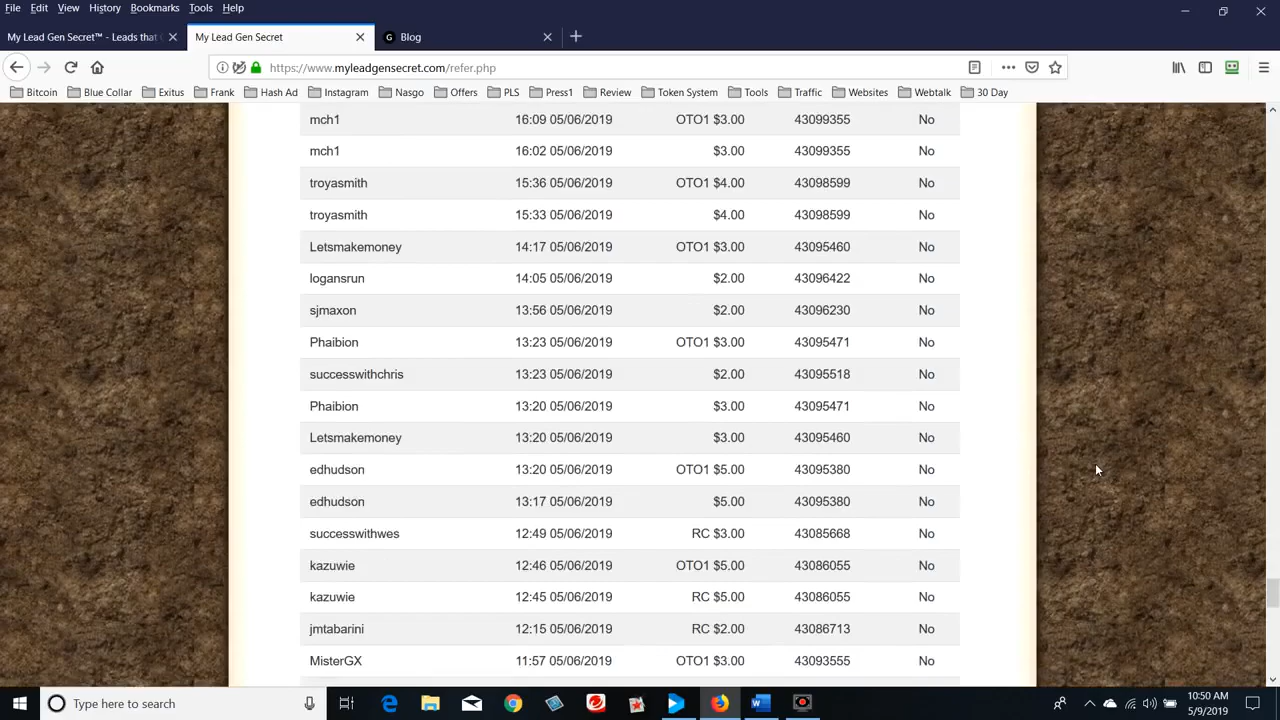 File Edit View History Bookmarks Tools Help
My Lead Gen Secret™ - Leads that My Lead Gen Secret Blog
https://www.myleadgensecret.com/refer.php
Bitcoin Blue Collar Exitus Frank Hash Ad Instagram Nasgo Offers PLS Press1 Review Token System Tools Traffic Websites Webtalk 30 Day
mch1 16:09 05/06/2019 OTO1 $3.00 43099355 No
mch1 16:02 05/06/2019 $3.00 43099355 No
troyasmith 15:36 05/06/2019 OTO1 $4.00 43098599 No
troyasmith 15:33 05/06/2019 $4.00 43098599 No
Letsmakemoney 14:17 05/06/2019 OTO1 $3.00 43095460 No
logansrun 14:05 05/06/2019 $2.00 43096422 No
sjmaxon 13:56 05/06/2019 $2.00 43096230 No
Phaibion 13:23 05/06/2019 OTO1 $3.00 43095471 No
successwithchris 13:23 05/06/2019 $2.00 43095518 No
Phaibion 13:20 05/06/2019 $3.00 43095471 No
Letsmakemoney 13:20 05/06/2019 $3.00 43095460 No
edhudson 13:20 05/06/2019 OTO1 $5.00 43095380 No
edhudson 13:17 05/06/2019 $5.00 43095380 No
successwithwes 12:49 05/06/2019 RC $3.00 43085668 No
kazuwie 12:46 05/06/2019 OTO1 $5.00 43086055 No
kazuwie 12:45 05/06/2019 RC $5.00 43086055 No
jmtabarini 12:15 05/06/2019 RC $2.00 43086713 No
MisterGX 11:57 05/06/2019 OTO1 $3.00 43093555 No
Type here to search
10:50 AM
5/9/2019